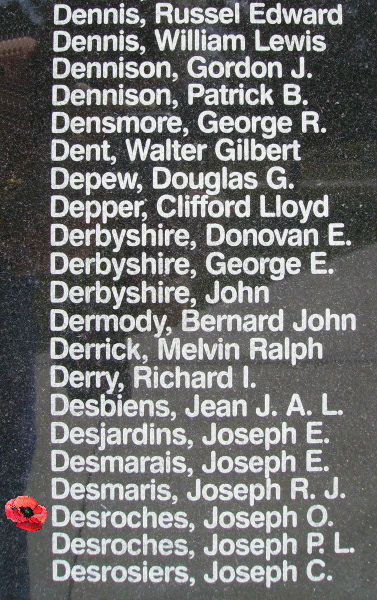 Dennis, Russel Edward
Dennis, William Lewis
Dennison, Gordon J.
Dennison, Patrick B.
Densmore, George R.
Dent, Walter Gilbert
Depew, Douglas G.
Depper, Clifford Lloyd
Derbyshire, Donovan E.
Derbyshire, George E.
Derbyshire, John
Dermody, Bernard John
Derrick, Melvin Ralph
Derry, Richard I.
Desbiens, Jean J. A. L.
Desjardins, Joseph E.
Desmarais, Joseph E.
Desmaris, Joseph R. J.
Desroches, Joseph O.
Desroches, Joseph P. L.
Desrosiers, Joseph C.